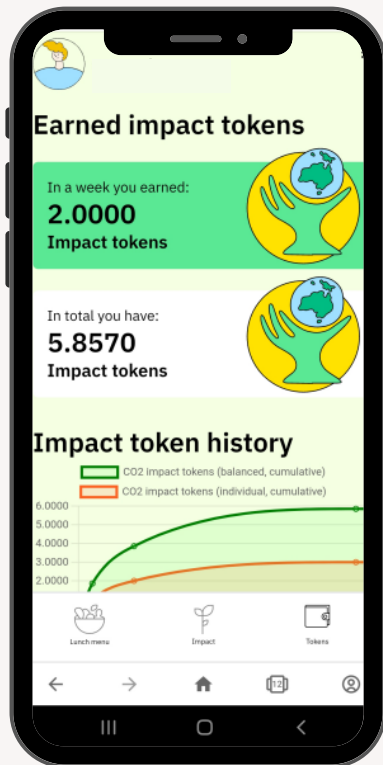 Earned impact tokens
In a week you earned:
2.0000
Impact tokens
In total you have:
5.8570
Impact tokens
Impact token history
CO2 impact tokens (balanced, cumulative)
CO2 impact tokens (individual, cumulative)
6.0000
5.0000
4.0000
3.0000
2.0000
Lunch menu
Impact
Tokens
12